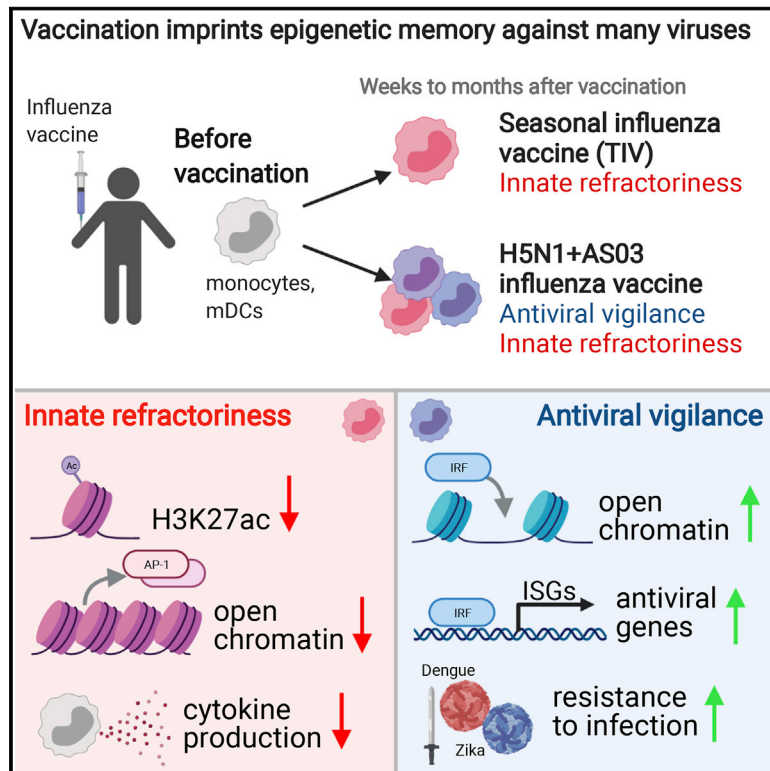 Vaccination imprints epigenetic memory against many viruses
Influenza
vaccine
Before
vaccination
monocytes,
mDCs
Weeks to months after vaccination
Seasonal influenza
vaccine (TIV)
Innate refractoriness
H5N1+AS03
influenza vaccine
Antiviral vigilance
Innate refractoriness
Innate refractoriness
Ac
H3K27ac
AP-1
open
chromatin
cytokine
production
Antiviral vigilance
IRF
open
chromatin
IRF
ISGs
antiviral
genes
Dengue
Zika
resistance
to infection